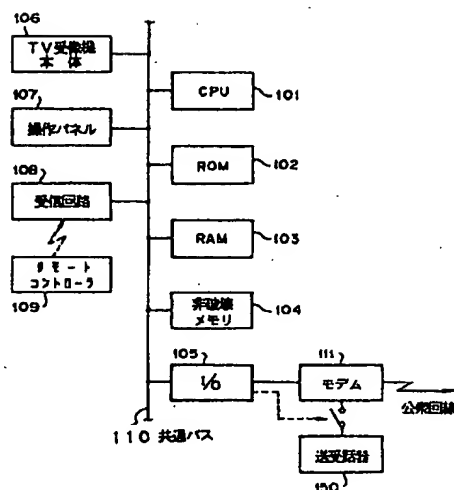 106
TV受像機
本体
107
操作パネル
108
受信回路
リモート
コントローラ
109
CPU
101
ROM
102
RAM
103
非破壊
メモリ
104
105
I/O
111
モデム
公衆回線
110 共通バス
送受話器
150